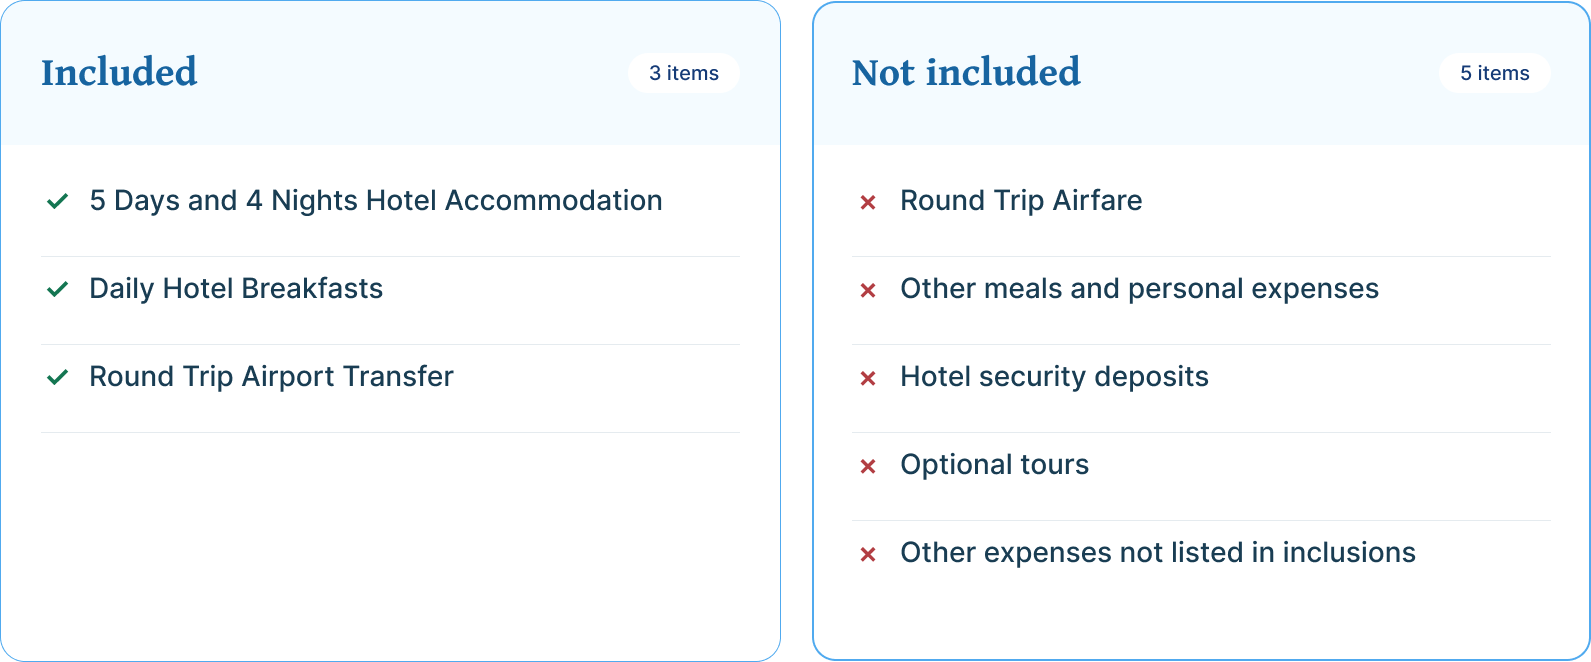 Included
3 items
5 Days and 4 Nights Hotel Accommodation
Daily Hotel Breakfasts
Round Trip Airport Transfer
Not included
5 items
Round Trip Airfare
Other meals and personal expenses
Hotel security deposits
Optional tours
Other expenses not listed in inclusions